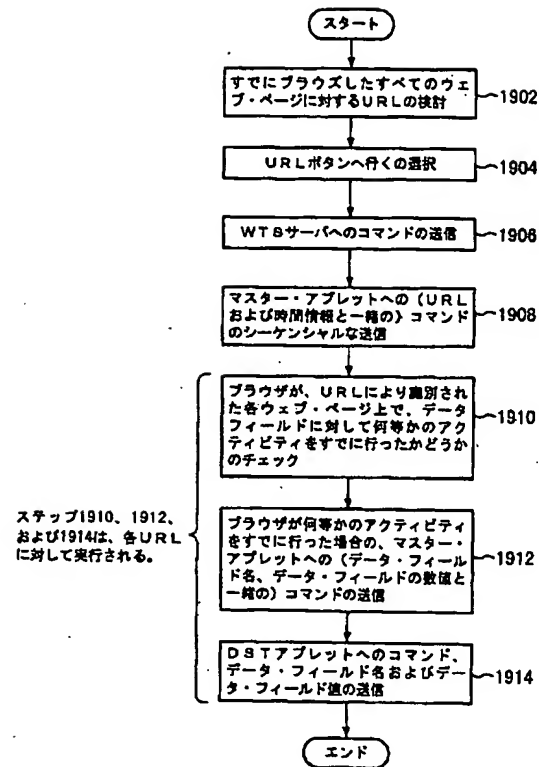 スタート
すでにブラウズしたすべてのウェ
ブ・ページに対するURLの検討
1902
URLボタンへ行くの選択
1904
WTSサーバへのコマンドの送信
1906
マスター・アプレットへの(URL
および時間情報と一緒の)コマンド
のシーケンシャルな送信
1908
ブラウザが、URLにより識別され
た各ウェブ・ページ上で、データ
フィールドに対して何等かのアク
ティビティをすでに行ったかどうか
のチェック
1910
ステップ1910、1912、
および1914は、各URL
に対して実行される。
ブラウザが何等かのアクティビティ
をすでに行った場合の、マスター・
アプレットへの(データ・フィール
ド名、データ・フィールドの数値と
一緒の)コマンドの送信
1912
DSTアプレットへのコマンド、
データ・フィールド名およびデー
タ・フィールド値の送信
1914
エンド